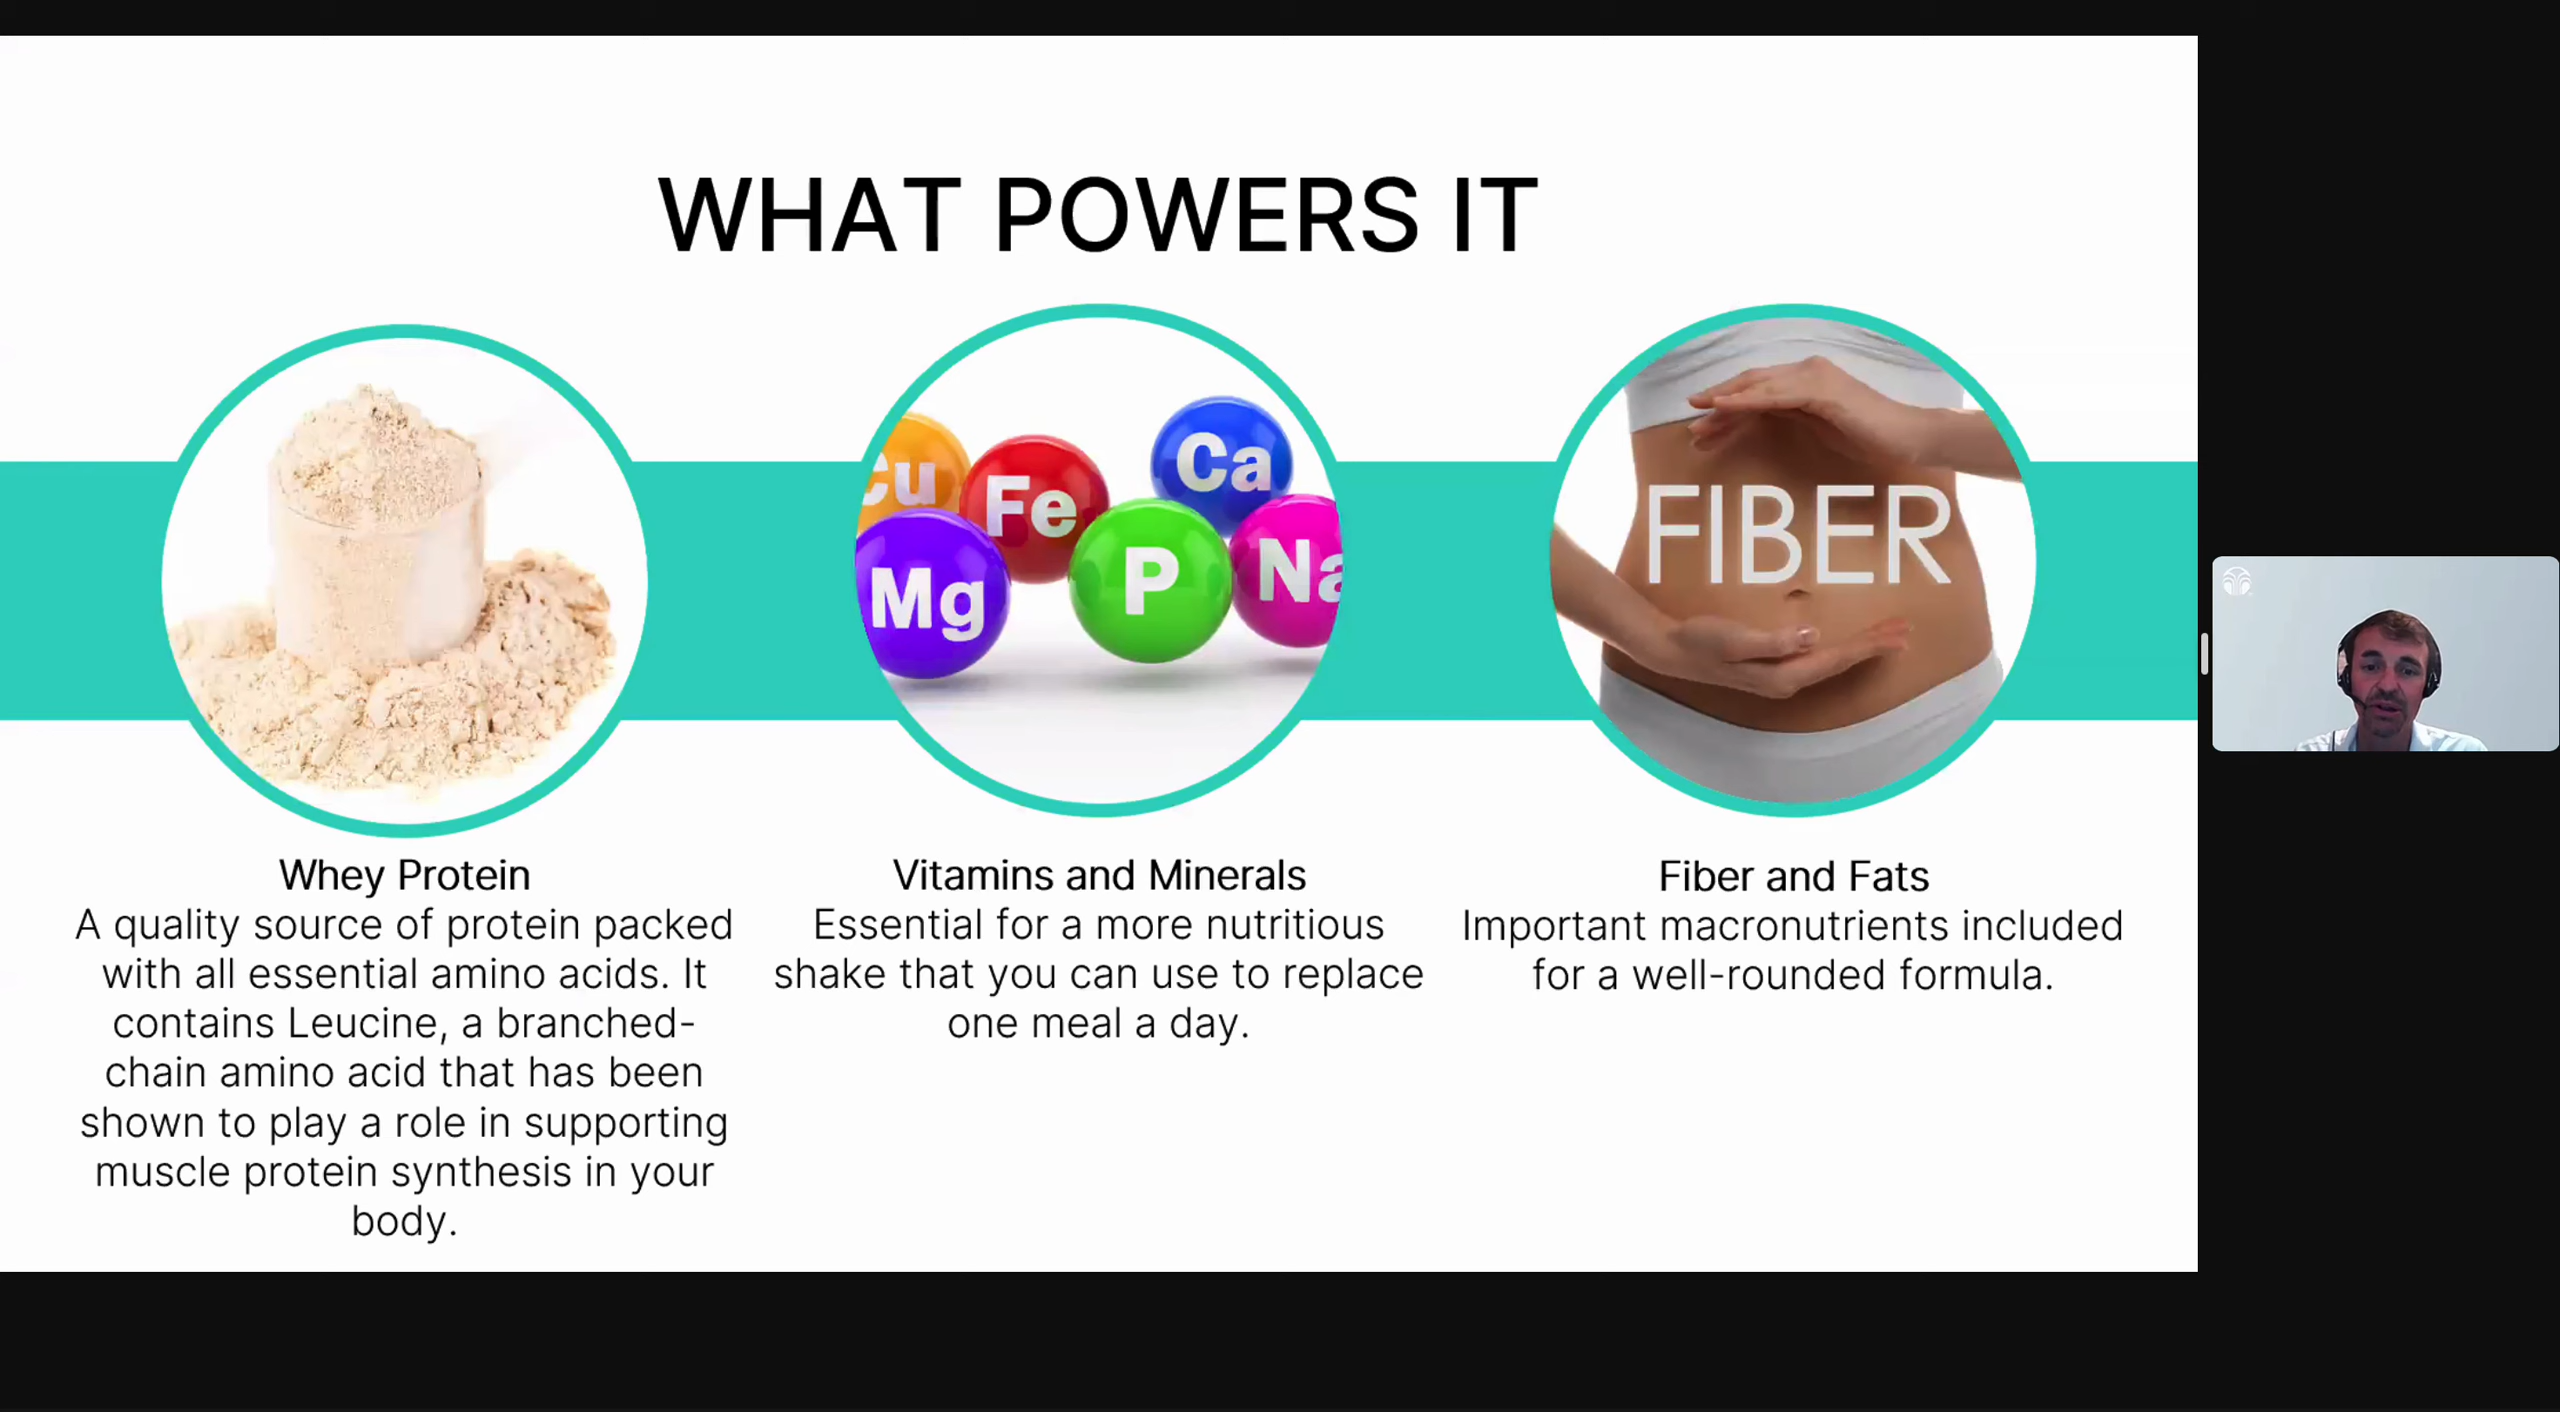 WHAT POWERS IT
Cu
Fe
Ca
Mg
P
Na
FIBER
Whey Protein
A quality source of protein packed
with all essential amino acids. It
contains Leucine, a branched-
chain amino acid that has been
shown to play a role in supporting
muscle protein synthesis in your
body.
Vitamins and Minerals
Essential for a more nutritious
shake that you can use to replace
one meal a day.
Fiber and Fats
Important macronutrients included
for a well-rounded formula.